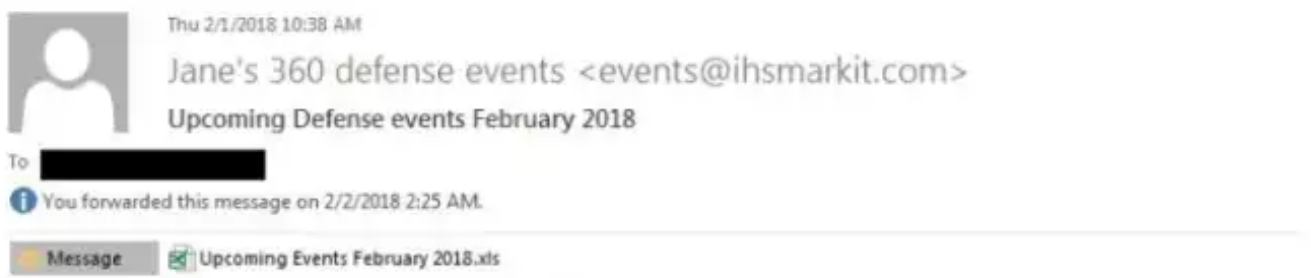 Thu 2/1/2018 10:38 AM
Jane's 360 defense events <events@ihsmarkit.com>
Upcoming Defense events February 2018
To
You forwarded this message on 2/2/2018 2:25 AM.
Message Upcoming Events February 2018.xls